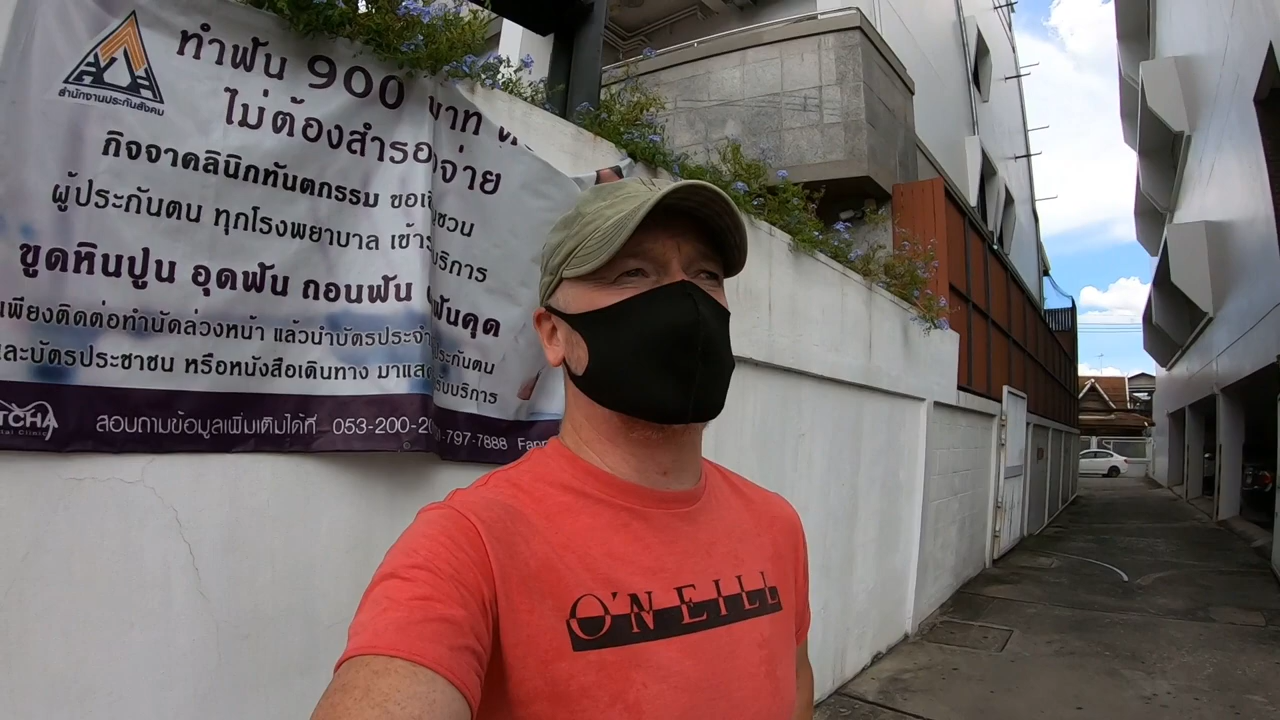 สำนักงานประกันสังคม
ทำฟัน 900 บาท
ไม่ต้องสำรองจ่าย
กิจจาคลินิกทันตกรรม ขอเชิญชวน
ผู้ประกันตน ทุกโรงพยาบาล เข้ารับบริการ
ขูดหินปูน อุดฟัน ถอนฟัน ผ่าฟันคุด
เพียงติดต่อทำนัดล่วงหน้า แล้วนำบัตรประจำ ประกันตน
และบัตรประชาชน หรือหนังสือเดินทาง มาแสดง รับบริการ
TCHA
tal Clinic
สอบถามข้อมูลเพิ่มเติมได้ที่ 053-200-20 -797-7888
O'NEILL